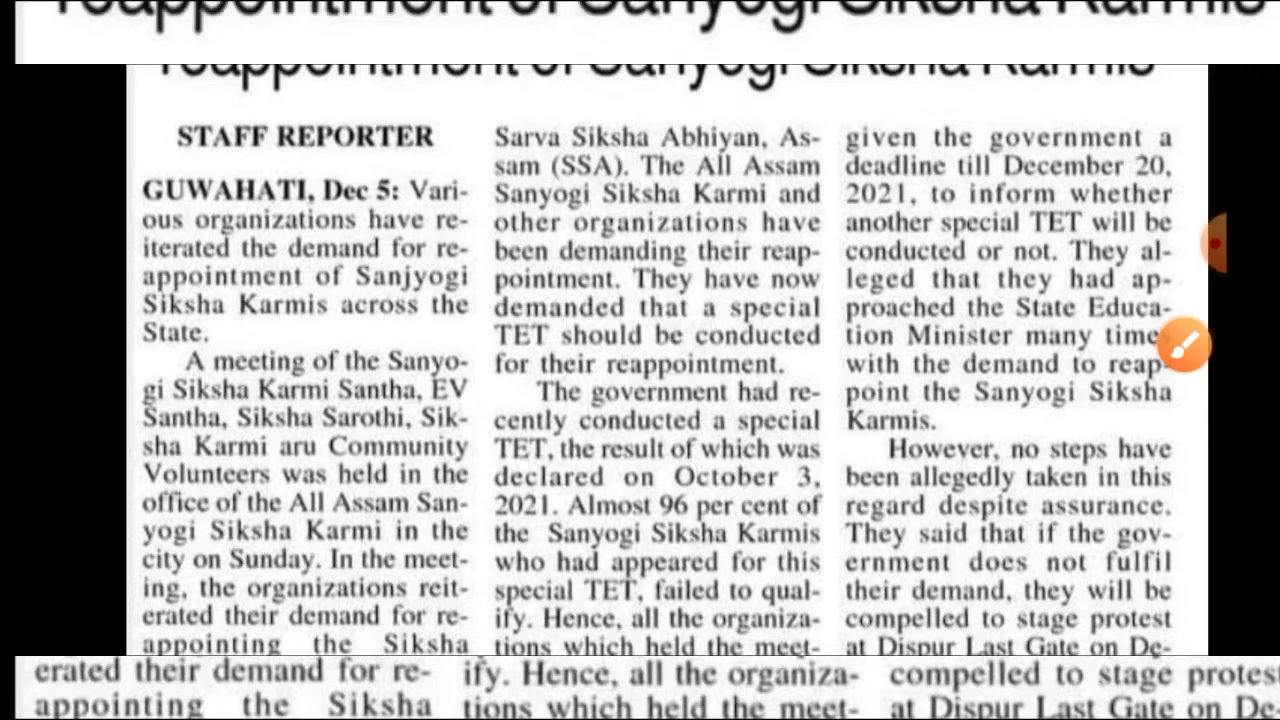 reappointment of Sanyogi Siksha Karmis
reappointment of Sanyogi Siksha Karmis
STAFF REPORTER
GUWAHATI, Dec 5: Vari-
ous organizations have re-
iterated the demand for re-
appointment of Sanjyogi
Siksha Karmis across the
State.
A meeting of the Sanyo-
gi Siksha Karmi Santha, EV
Santha, Siksha Sarothi, Sik-
sha Karmi aru Community
Volunteers was held in the
office of the All Assam San-
yogi Siksha Karmi in the
city on Sunday. In the meet-
ing, the organizations reit-
erated their demand for re-
appointing the Siksha
Sarva Siksha Abhiyan, As-
sam (SSA). The All Assam
Sanyogi Siksha Karmi and
other organizations have
been demanding their reap-
pointment. They have now
demanded that a special
TET should be conducted
for their reappointment.
The government had re-
cently conducted a special
TET, the result of which was
declared on October 3,
2021. Almost 96 per cent of
the Sanyogi Siksha Karmis
who had appeared for this
special TET, failed to qual-
ify. Hence, all the organiza-
tions which held the meet-
given the government a
deadline till December 20,
2021, to inform whether
another special TET will be
conducted or not. They al-
leged that they had ap-
proached the State Educa-
tion Minister many time
with the demand to reap-
point the Sanyogi Siksha
Karmis.
However, no steps have
been allegedly taken in this
regard despite assurance.
They said that if the gov-
ernment does not fulfil
their demand, they will be
compelled to stage protest
at Dispur Last Gate on De-
erated their demand for re-
appointing the Siksha
ify. Hence, all the organiza-
tions which held the meet-
compelled to stage protest
at Dispur Last Gate on De-